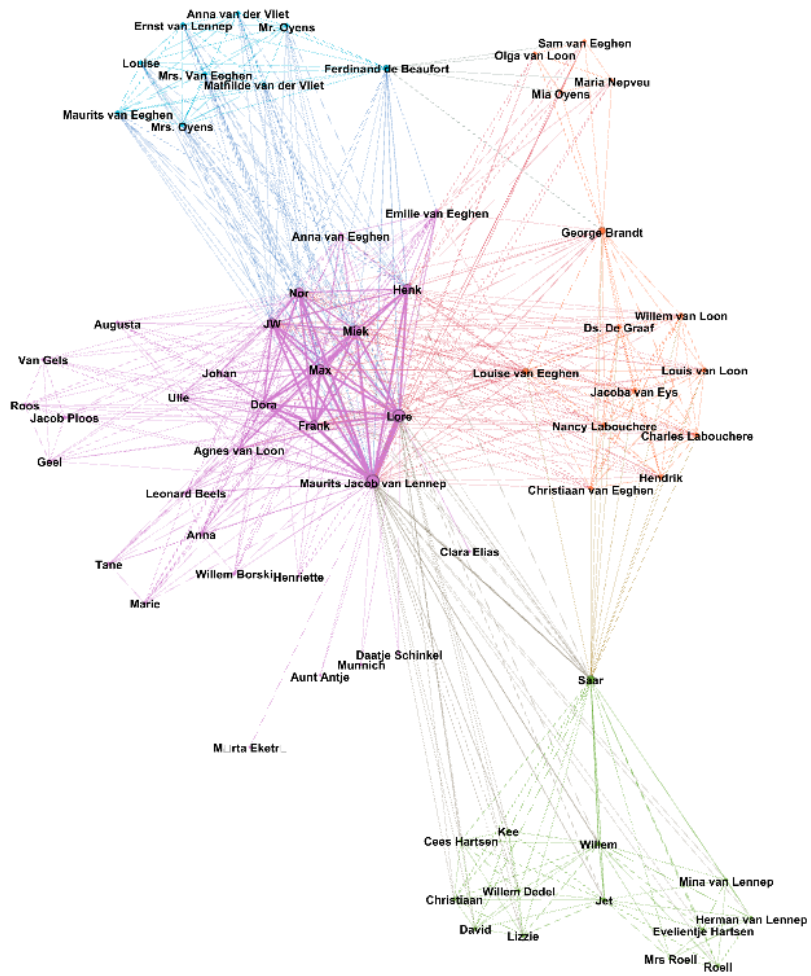 Anna van der Vliet
Ernst van Lennep
Mr. Oyens
Louise
Mrs. Van Eeghen
Mathilde van der Vliet
Ferdinand de Beaufort
Maurits van Eeghen
Mrs. Oyens
Sam van Eeghen
Olga van Loon
Maria Nepveu
Mia Oyens
Emilie van Eeghen
Anna van Eeghen
George Brandt
Nor
Henk
Augusta
JW
Miek
Willem van Loon
Ds. De Graaf
Van Gels
Johan
Max
Louise van Eeghen
Louis van Loon
Ulle
Jacoba van Eys
Roos
Jacob Ploos
Dora
Lore
Frank
Nancy Labouchere
Charles Labouchere
Geel
Agnes van Loon
Maurits Jacob van Lennep
Hendrik
Leonard Beels
Christiaan van Eeghen
Anna
Clara Elias
Tane
Willem Borski
Henriette
Marie
Daatje Schinkel
Munnich
Aunt Antje
Saar
Kee
Cees Hartsen
Willem
Mina van Lennep
Christiaan
Willem Dedel
Jet
Herman van Lennep
David
Lizzie
Evelientje Hartsen
Mrs Roell
Roell